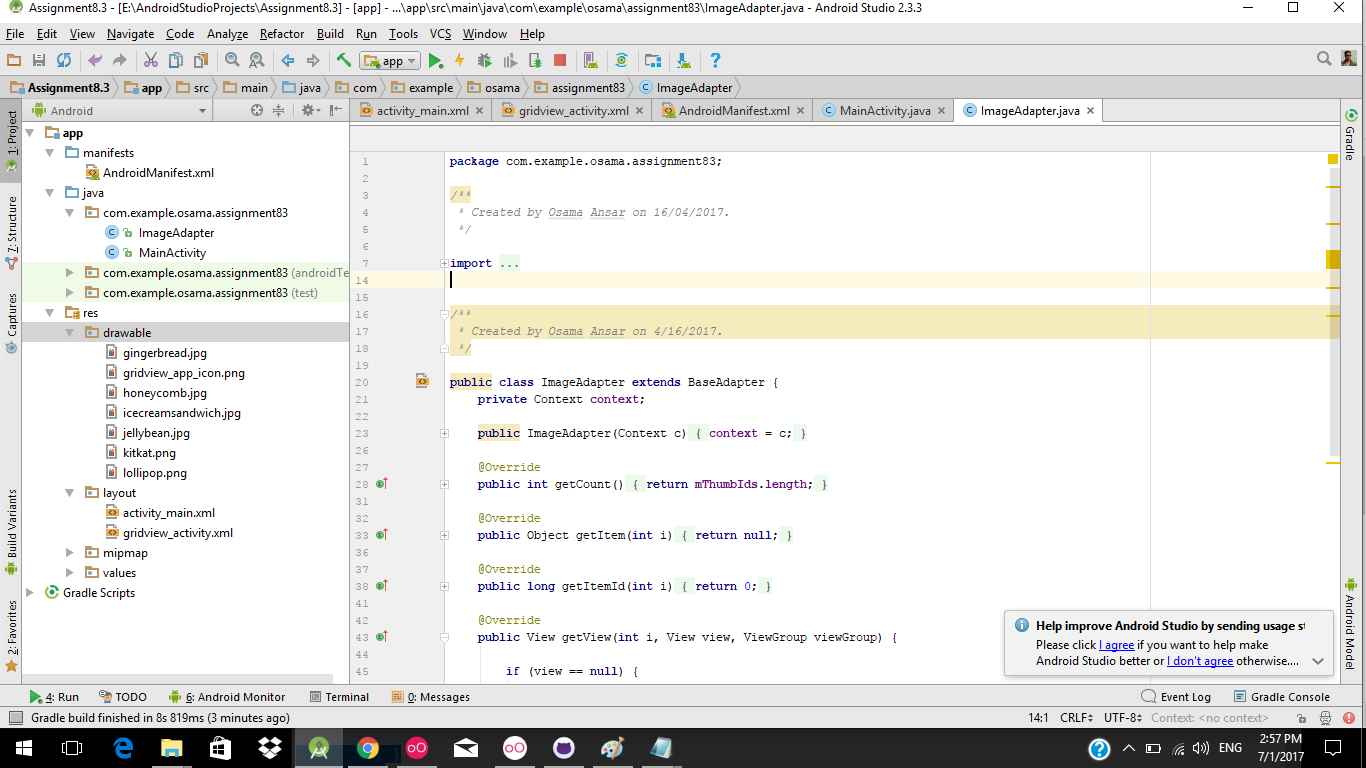 Assignment8.3 - [E:\AndroidStudioProjects\Assignment8.3] - [app] - ...\app\src\main\java\com\example\osama\assignment83\ImageAdapter.java - Android Studio 2.3.3
File Edit View Navigate Code Analyze Refactor Build Run Tools VCS Window Help
app
Assignment8.3 app src main java com example osama assignment83 ImageAdapter
Android
activity_main.xml gridview_activity.xml AndroidManifest.xml MainActivity.java ImageAdapter.java
1: Project
7: Structure
Captures
Build Variants
2: Favorites
app
manifests
AndroidManifest.xml
java
com.example.osama.assignment83
ImageAdapter
MainActivity
com.example.osama.assignment83 (androidTe
com.example.osama.assignment83 (test)
res
drawable
gingerbread.jpg
gridview_app_icon.png
honeycomb.jpg
icecreamsandwich.jpg
jellybean.jpg
kitkat.png
lollipop.png
layout
activity_main.xml
gridview_activity.xml
mipmap
values
Gradle Scripts
1 package com.example.osama.assignment83;
2
3 /**
4 * Created by Osama Ansar on 16/04/2017.
5 */
6
7 import ...
14
15
16 /**
17 * Created by Osama Ansar on 4/16/2017.
18 */
19
20 public class ImageAdapter extends BaseAdapter {
21 private Context context;
22
23 public ImageAdapter(Context c) { context = c; }
26
27 @Override
28 public int getCount() { return mThumbIds.length; }
31
32 @Override
33 public Object getItem(int i) { return null; }
36
37 @Override
38 public long getItemId(int i) { return 0; }
41
42 @Override
43 public View getView(int i, View view, ViewGroup viewGroup) {
44
45 if (view == null) {
Gradle
Android Model
Help improve Android Studio by sending usage st
Please click I agree if you want to help make
Android Studio better or I don't agree otherwise....
4: Run TODO 6: Android Monitor Terminal 0: Messages Event Log Gradle Console
Gradle build finished in 8s 819ms (3 minutes ago) 14:1 CRLF UTF-8 Context: <no context>
ENG 2:57 PM
7/1/2017